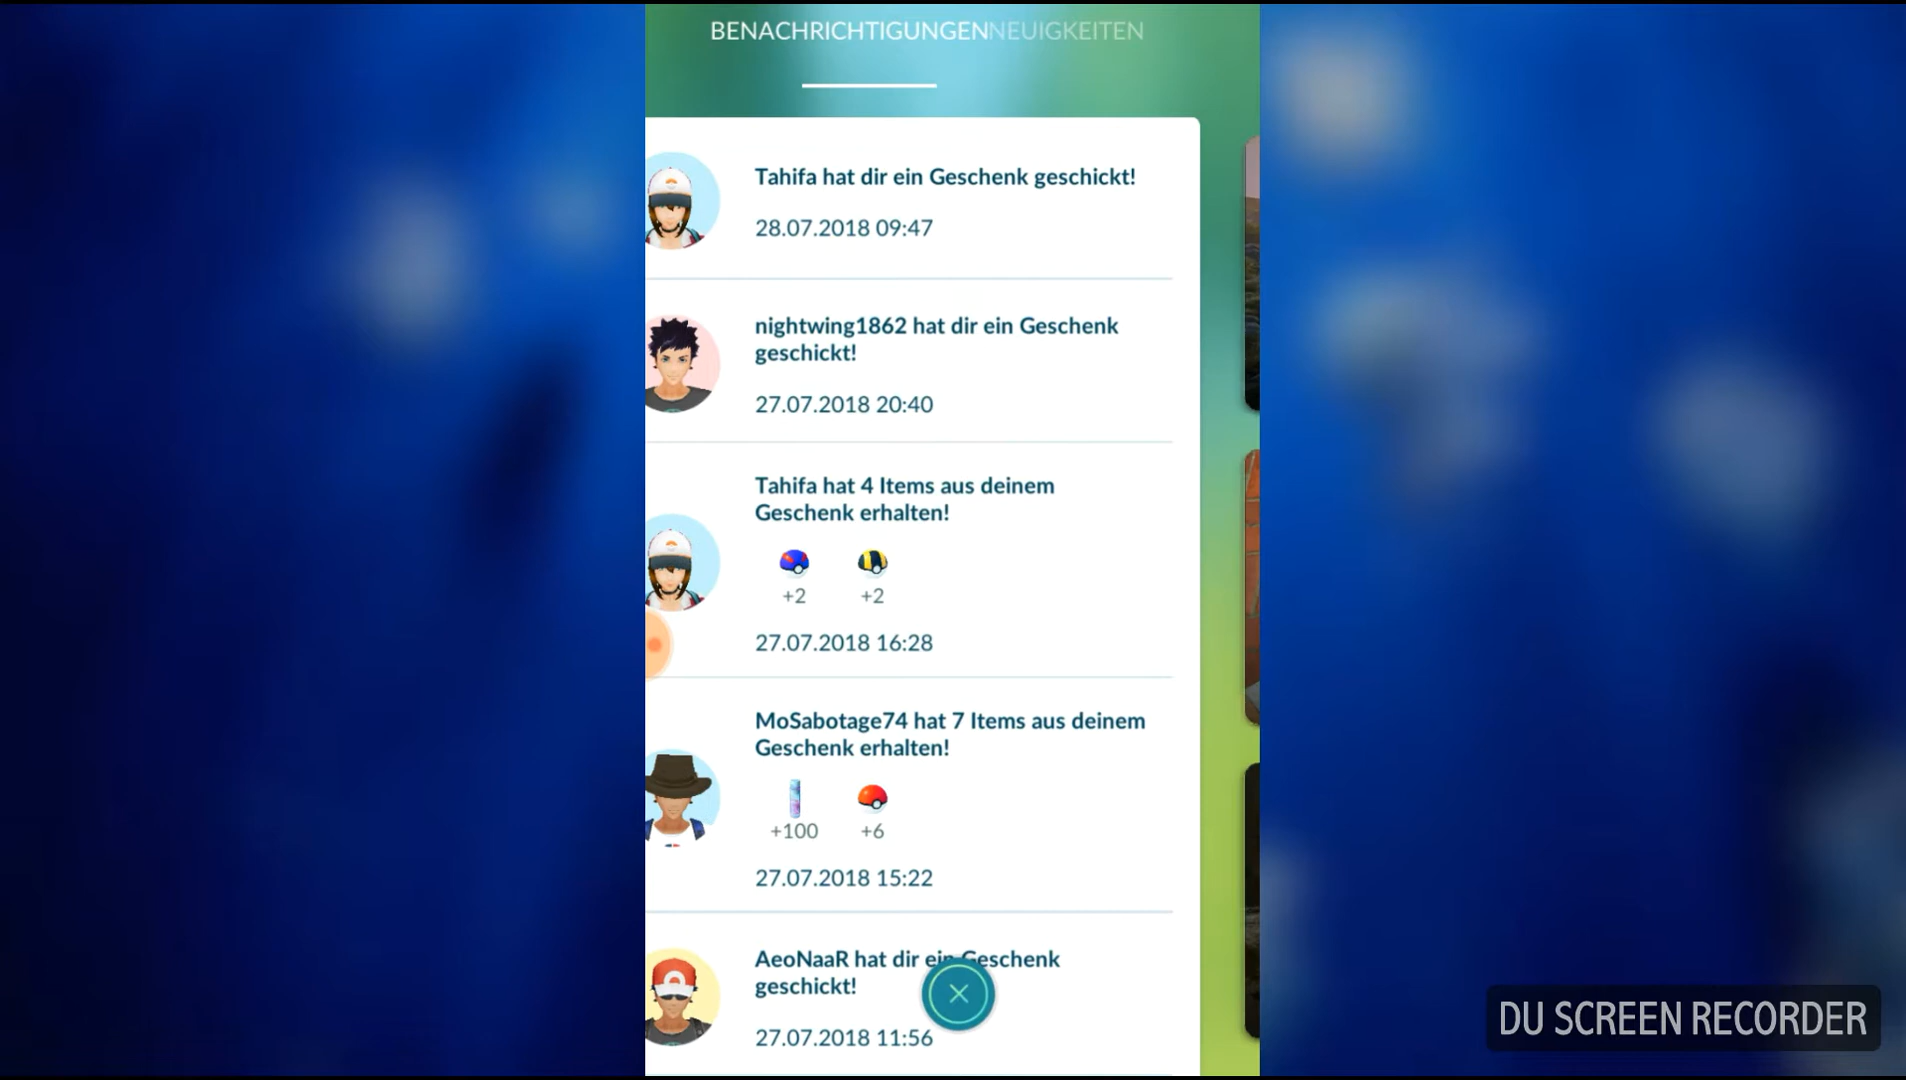 BENACHRICHTIGUNGEN NEUIGKEITEN
Tahifa hat dir ein Geschenk geschickt!
28.07.2018 09:47
nightwing1862 hat dir ein Geschenk
geschickt!
27.07.2018 20:40
Tahifa hat 4 Items aus deinem
Geschenk erhalten!
+2 +2
27.07.2018 16:28
MoSabotage74 hat 7 Items aus deinem
Geschenk erhalten!
+100 +6
27.07.2018 15:22
AeoNaaR hat dir ein Geschenk
geschickt!
27.07.2018 11:56
DU SCREEN RECORDER